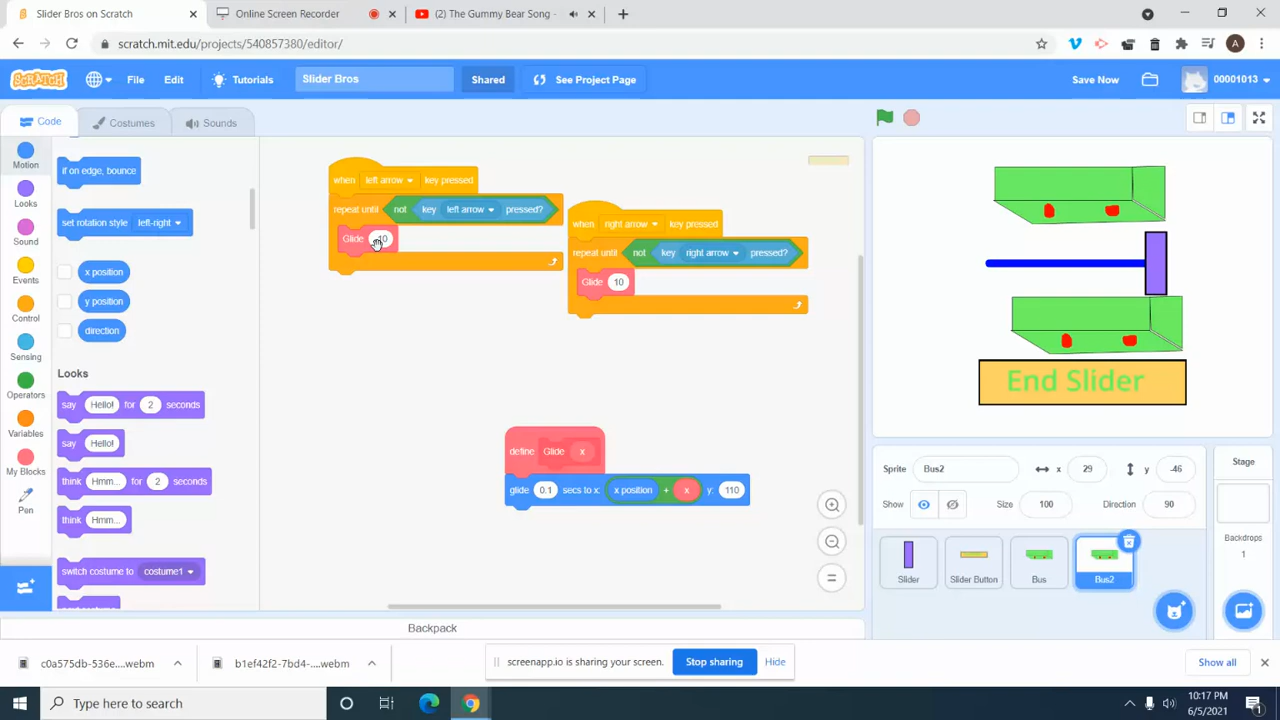 Slider Bros on Scratch
Online Screen Recorder
(2) The Gummy Bear Song -
scratch.mit.edu/projects/540857380/editor/
A
SCRATCH
File
Edit
Tutorials
Slider Bros
Shared
See Project Page
Save Now
00001013
Code
Costumes
Sounds
Motion
Looks
Sound
Events
Control
Sensing
Operators
Variables
My Blocks
Pen
if on edge, bounce
set rotation style left-right
x position
y position
direction
Looks
say Hello! for 2 seconds
say Hello!
think Hmm... for 2 seconds
think Hmm...
switch costume to costume1
when left arrow key pressed
repeat until not key left arrow pressed?
Glide 10
when right arrow key pressed
repeat until not key right arrow pressed?
Glide 10
define Glide x
glide 0.1 secs to x: x position + x y: 110
End Slider
Sprite Bus2 x 29 y -46
Show Size 100 Direction 90
Slider
Slider Button
Bus
Bus2
Stage
Backdrops
1
Backpack
c0a575db-536e....webm
b1ef42f2-7bd4-....webm
screenapp.io is sharing your screen.
Stop sharing
Hide
Show all
Type here to search
10:17 PM
6/5/2021
1